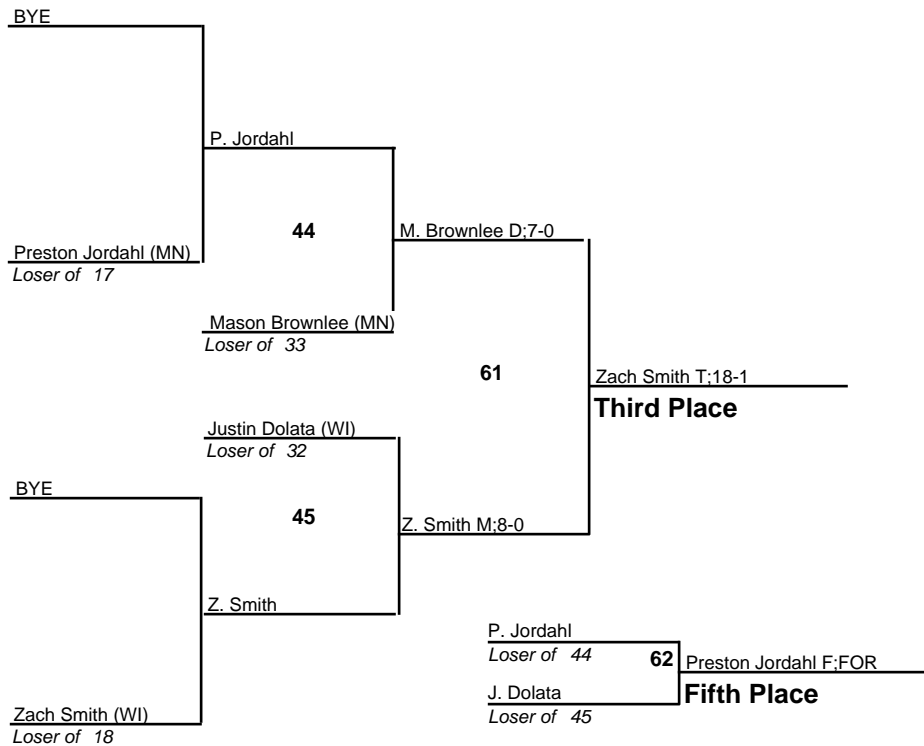 BYE
P. Jordahl
44
M. Brownlee D;7-0
Preston Jordahl (MN)
Loser of 17
Mason Brownlee (MN)
Loser of 33
61
Zach Smith T;18-1
Third Place
Justin Dolata (WI)
Loser of 32
BYE
45
Z. Smith M;8-0
Z. Smith
P. Jordahl
Loser of 44
62
Preston Jordahl F;FOR
Fifth Place
J. Dolata
Loser of 45
Zach Smith (WI)
Loser of 18